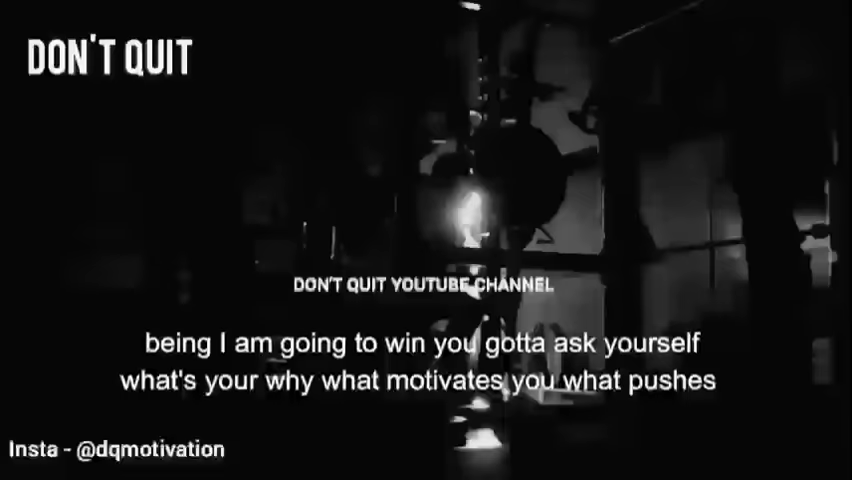 DON'T QUIT
DON'T QUIT YOUTUBE CHANNEL
being I am going to win you gotta ask yourself
what's your why what motivates you what pushes
Insta - @dqmotivation